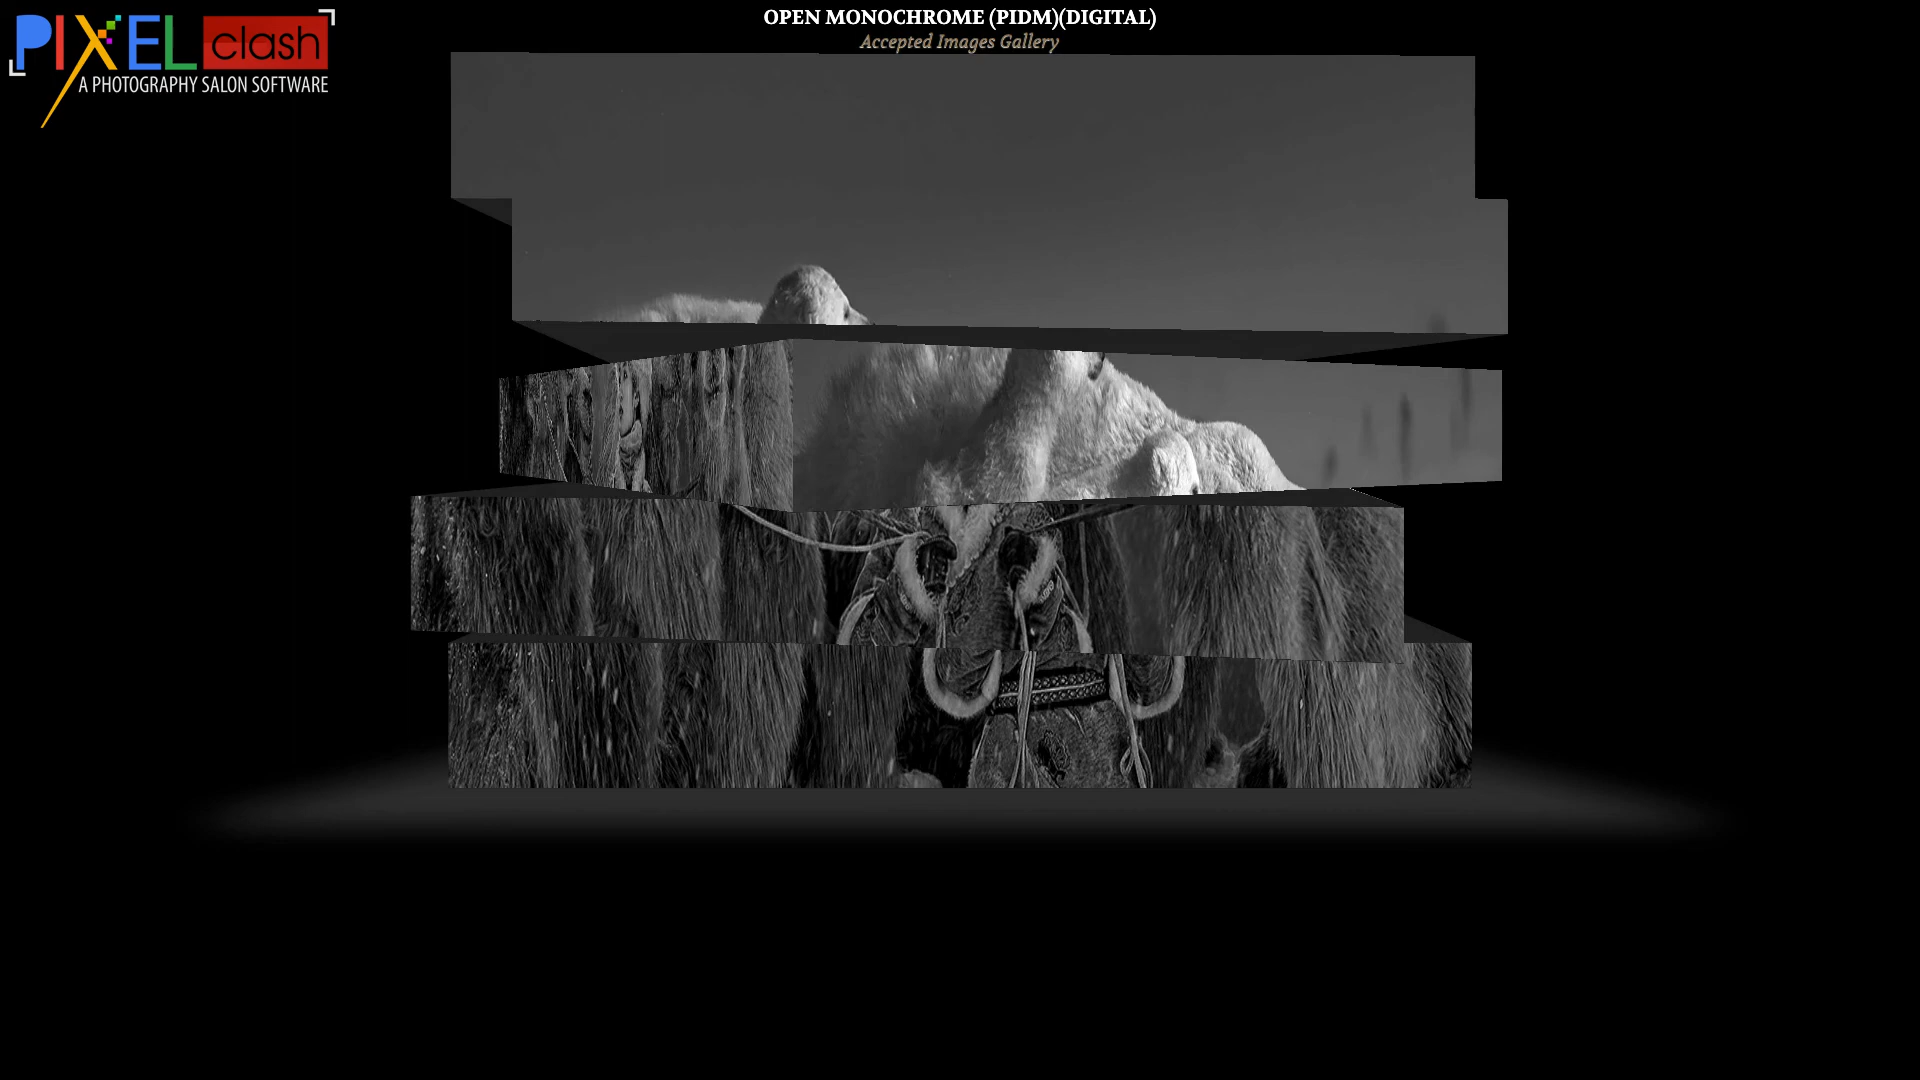 PIXEL clash
A PHOTOGRAPHY SALON SOFTWARE
OPEN MONOCHROME (PIDM)(DIGITAL)
Accepted Images Gallery